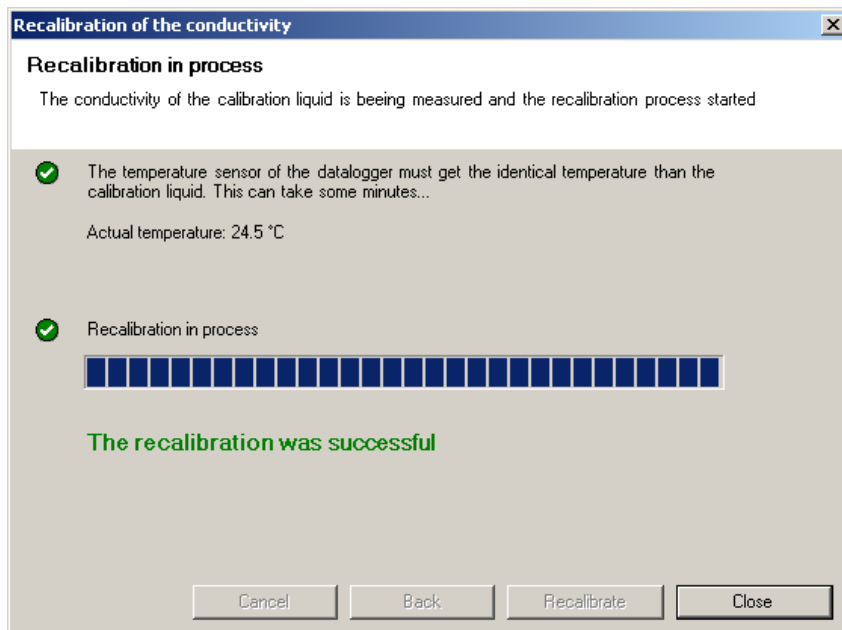 Recalibration of the conductivity
Recalibration in process
The conductivity of the calibration liquid is beeing measured and the recalibration process started
The temperature sensor of the datalogger must get the identical temperature than the
calibration liquid. This can take some minutes...
Actual temperature: 24.5 °C
Recalibration in process
The recalibration was successful
Cancel Back Recalibrate Close